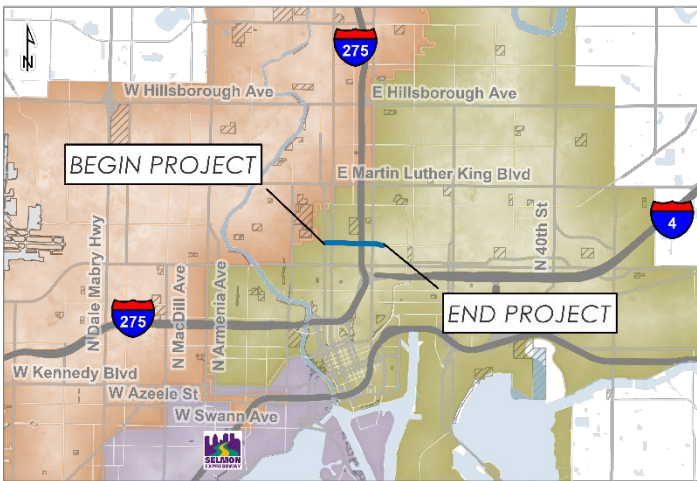 N
275
W Hillsborough Ave
E Hillsborough Ave
BEGIN PROJECT
E Martin Luther King Blvd
4
N 40th St
N Dale Mabry Hwy
N MacDill Ave
N Armenia Ave
275
END PROJECT
W Kennedy Blvd
W Azeele St
W Swann Ave
SELMON
EXPRESSWAY